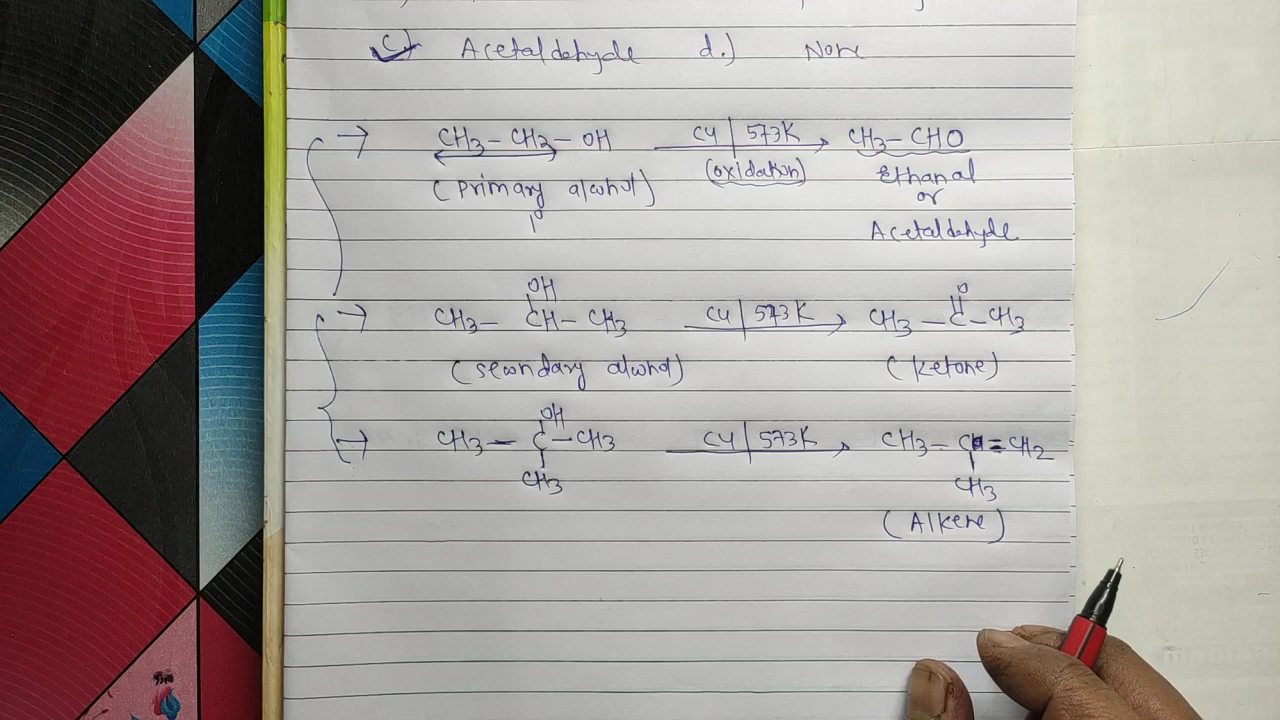 c) Acetaldehyde d.) None
→ CH3 – CH2 – OH Cu | 573K → CH3 – CHO
(Primary alcohol) (oxidation) Ethanal
1° or
Acetaldehyde
OH O
→ CH3 – CH – CH3 Cu | 573K → CH3 – C – CH3
(secondary alcohol) (Ketone)
OH
→ CH3 – C – CH3 Cu | 573K → CH3 – C = CH2
CH3 CH3
(Alkene)